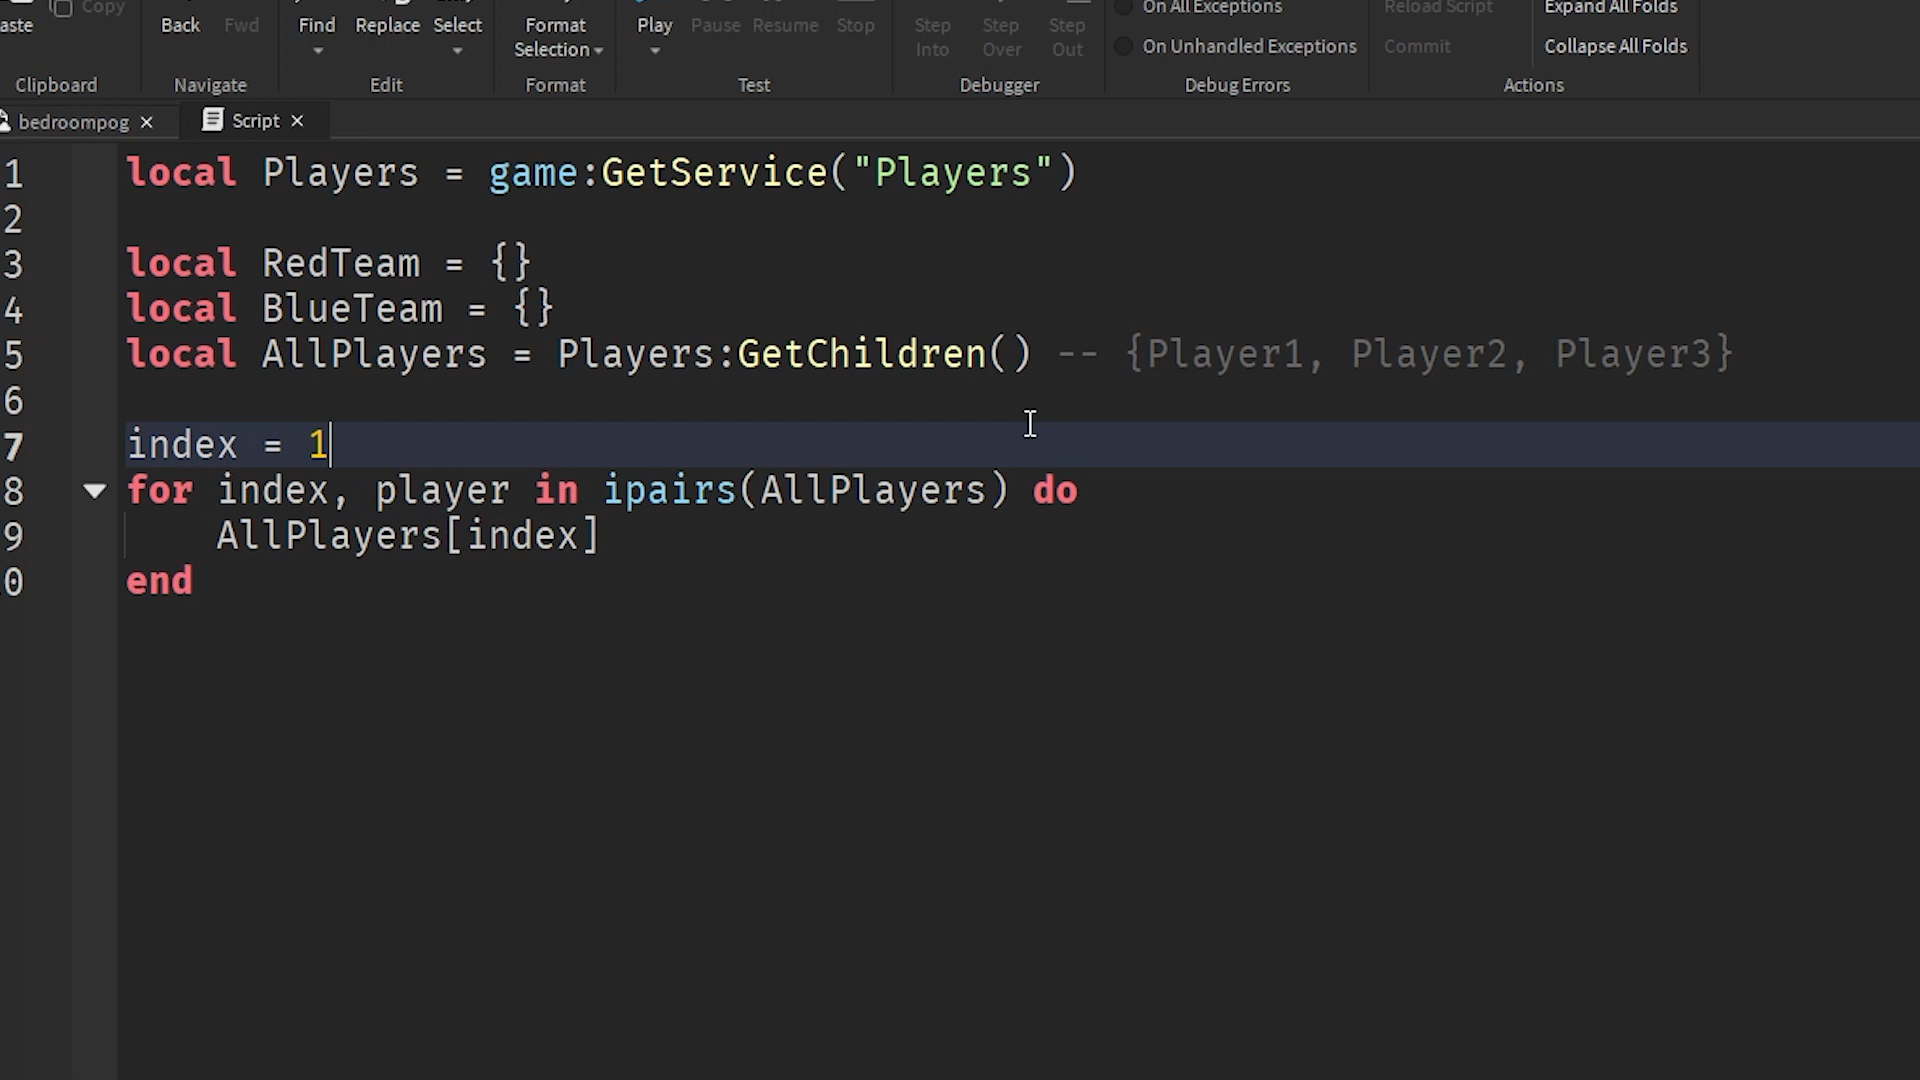 aste
Copy
Back
Fwd
Find
Replace
Select
Format
Selection
Play
Pause
Resume
Stop
Step
Into
Step
Over
Step
Out
On All Exceptions
On Unhandled Exceptions
Reload Script
Commit
Expand All Folds
Collapse All Folds
Clipboard
Navigate
Edit
Format
Test
Debugger
Debug Errors
Actions
bedroompog ×
Script ×
1 local Players = game:GetService("Players")
2
3 local RedTeam = {}
4 local BlueTeam = {}
5 local AllPlayers = Players:GetChildren() -- {Player1, Player2, Player3}
6
7 index = 1
8 for index, player in ipairs(AllPlayers) do
9 AllPlayers[index]
0 end